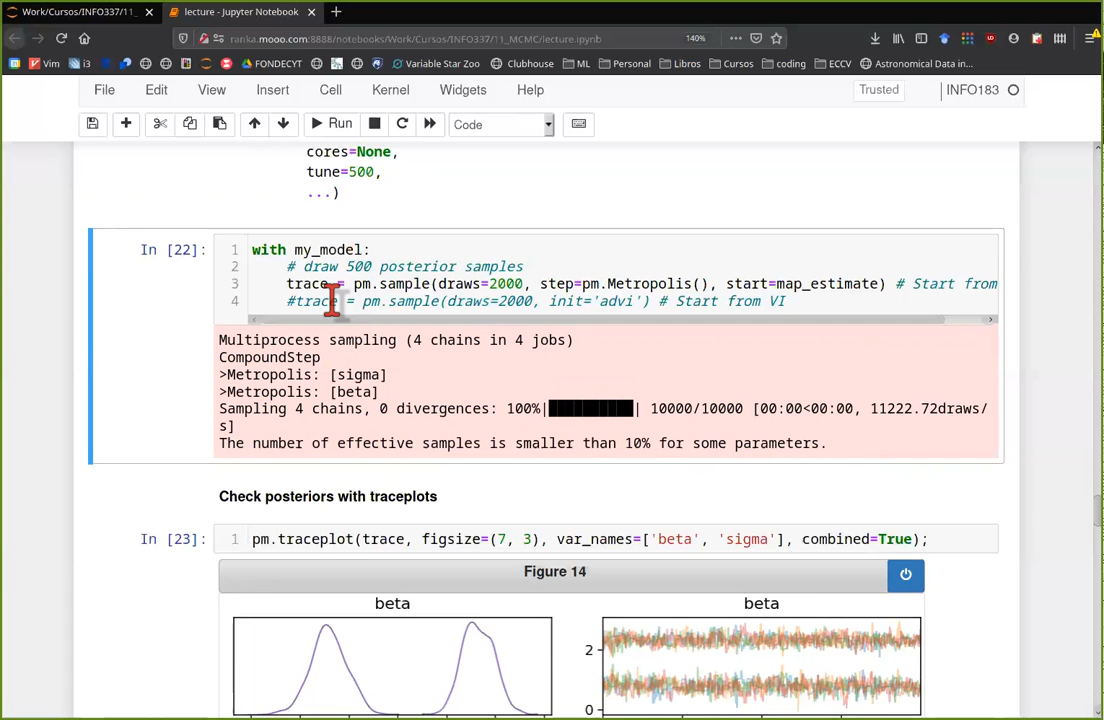 Work/Cursos/INFO337/11_
lecture - Jupyter Notebook
ranka.mooo.com:8888/notebooks/Work/Cursos/INFO337/11_MCMC/lecture.ipynb
140%
Vim
i3
FONDECYT
Variable Star Zoo
Clubhouse
ML
Personal
Libros
Cursos
coding
ECCV
Astronomical Data in...
File Edit View Insert Cell Kernel Widgets Help
Trusted
INFO183
Run
Code
cores=None,
tune=500,
...)
In [22]:
1 with my_model:
2 # draw 500 posterior samples
3 trace = pm.sample(draws=2000, step=pm.Metropolis(), start=map_estimate) # Start from
4 #trace = pm.sample(draws=2000, init='advi') # Start from VI
Multiprocess sampling (4 chains in 4 jobs)
CompoundStep
>Metropolis: [sigma]
>Metropolis: [beta]
Sampling 4 chains, 0 divergences: 100%|██████████| 10000/10000 [00:00<00:00, 11222.72draws/
s]
The number of effective samples is smaller than 10% for some parameters.
Check posteriors with traceplots
In [23]:
1 pm.traceplot(trace, figsize=(7, 3), var_names=['beta', 'sigma'], combined=True);
Figure 14
beta
beta
2
0